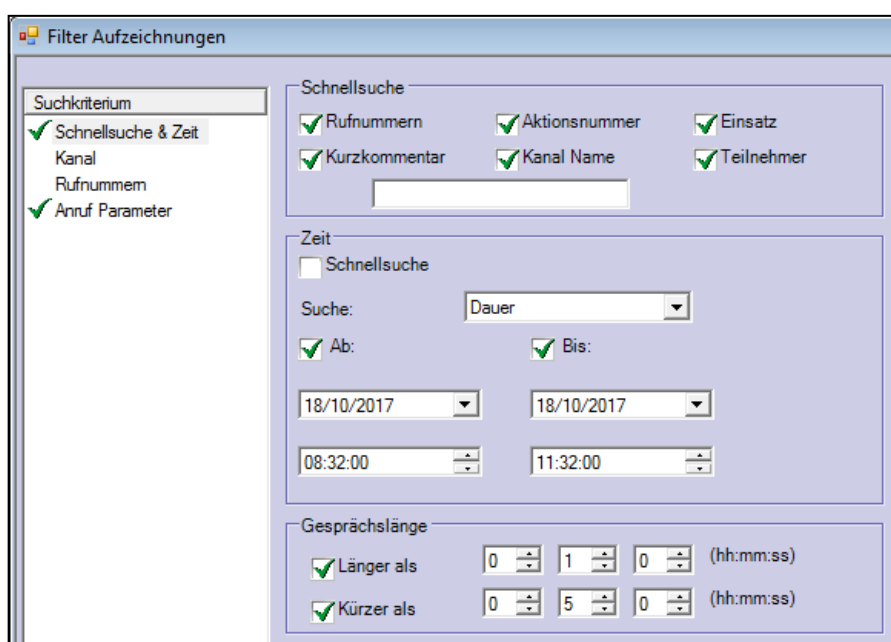 Filter Aufzeichnungen
Suchkriterium
Schnellsuche & Zeit
Kanal
Rufnummern
Anruf Parameter
Schnellsuche
Rufnummern Aktionsnummer Einsatz
Kurzkommentar Kanal Name Teilnehmer
Zeit
Schnellsuche
Suche: Dauer
Ab: Bis:
18/10/2017 18/10/2017
08:32:00 11:32:00
Gesprächslänge
Länger als 0 1 0 (hh:mm:ss)
Kürzer als 0 5 0 (hh:mm:ss)